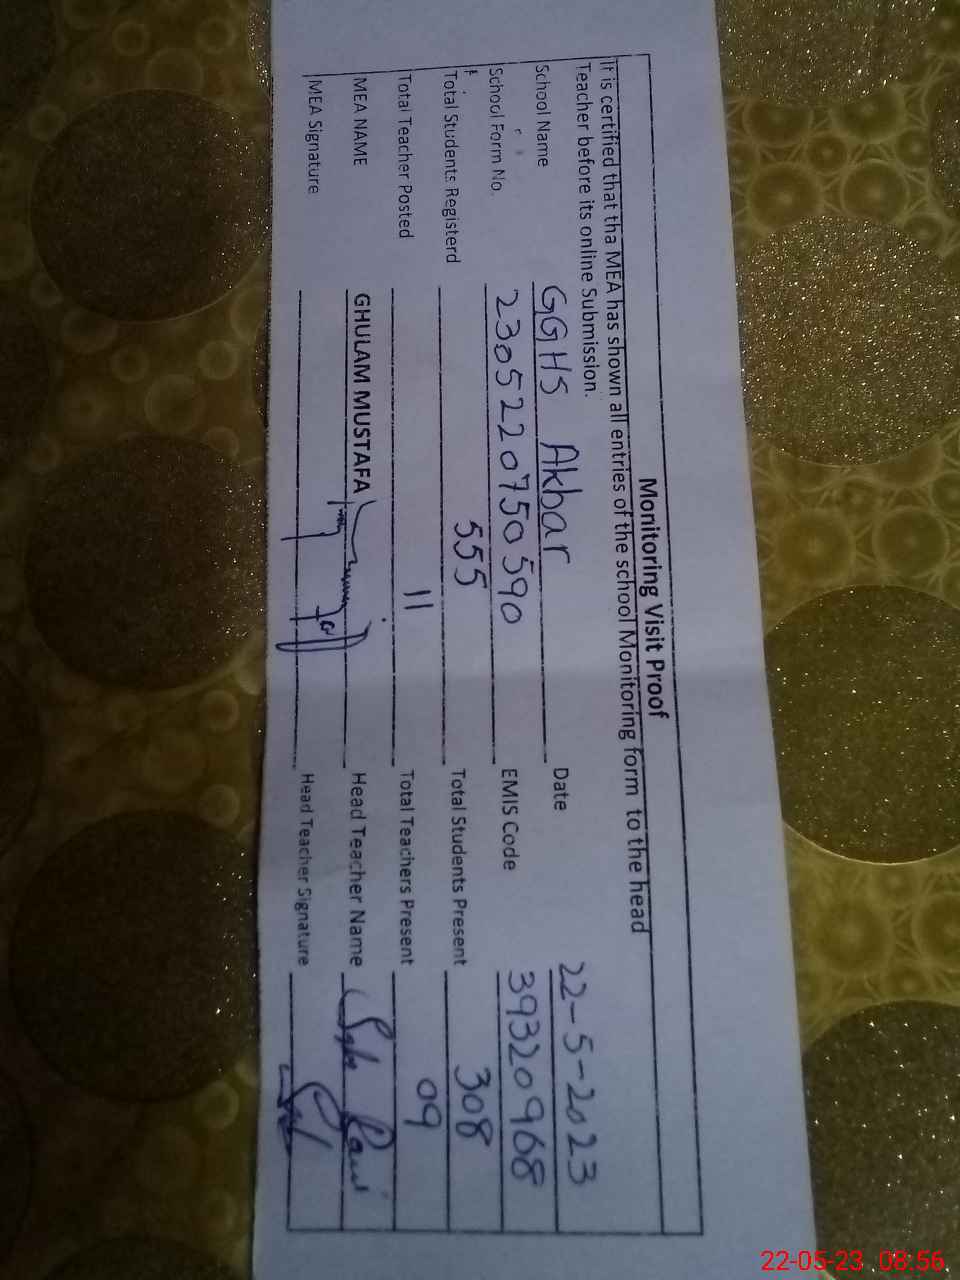 Monitoring Visit Proof
It is certified that tha MEA has shown all entries of the school Monitoring form to the head
Teacher before its online Submission.
School Name GGHS Akbar Date 22-5-2023
School Form No. 2305220750590 EMIS Code 39320968
Total Students Registerd 555 Total Students Present 308
Total Teacher Posted 11 Total Teachers Present 09
MEA NAME GHULAM MUSTAFA Head Teacher Name
MEA Signature Head Teacher Signature
22-05-23 08:56